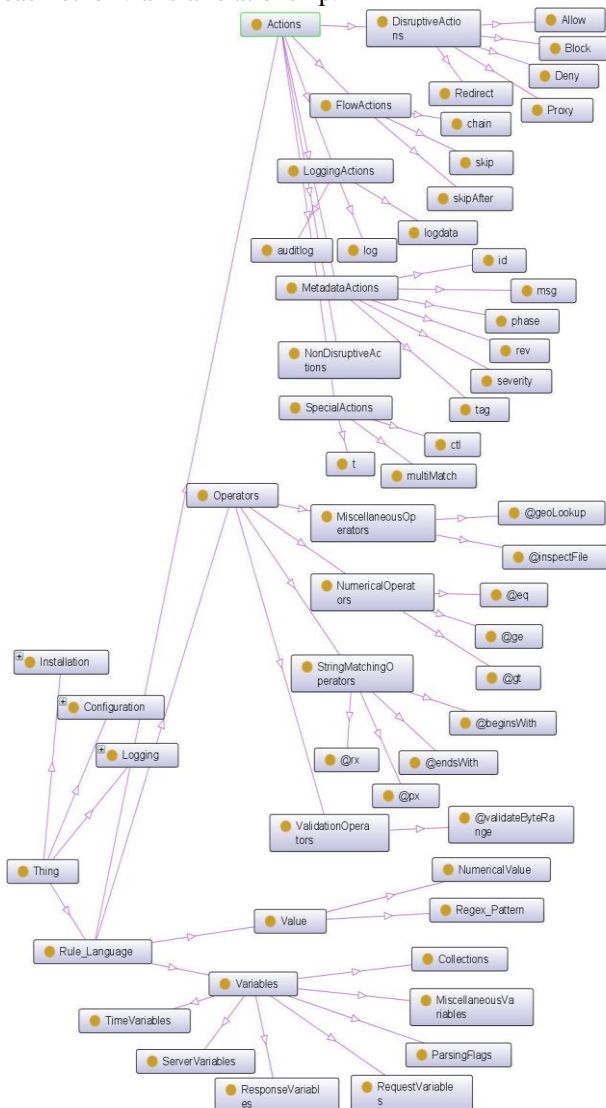 Actions
DisruptiveActi
ons
Allow
Block
Deny
Proxy
Redirect
FlowActions
chain
skip
skipAfter
LoggingActions
logdata
auditlog
log
id
MetadataActions
msg
phase
rev
NonDisruptiveAc
tions
severity
SpecialActions
tag
ctl
t
multiMatch
Operators
MiscellaneousOp
erators
@geoLookup
@inspectFile
NumericalOperat
ors
@eq
@ge
@gt
Installation
StringMatchingO
perators
Configuration
@beginsWith
Logging
@rx
@endsWith
@px
ValidationOpera
tors
@validateByteRa
nge
Thing
NumericalValue
Value
Regex_Pattern
Rule_Language
Collections
Variables
MiscellaneousVa
riables
TimeVariables
ParsingFlags
ServerVariables
ResponseVariabl
es
RequestVariable
s